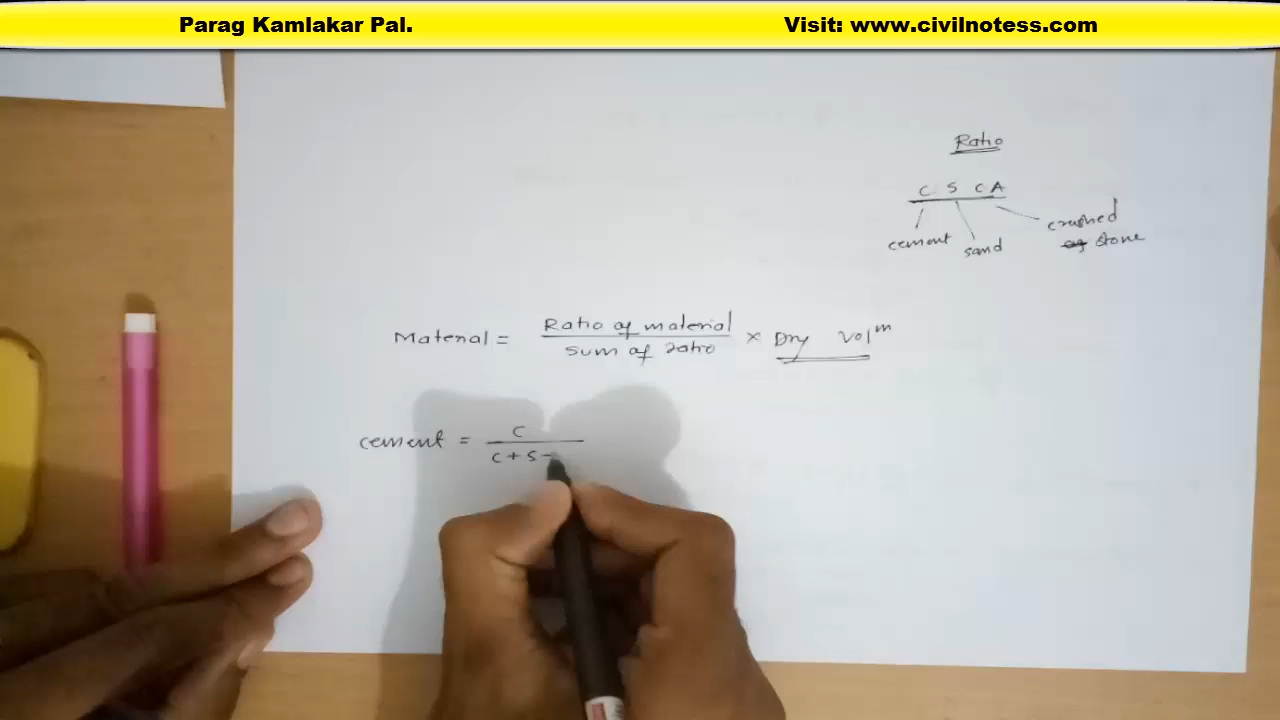 Parag Kamlakar Pal.
Visit: www.civilnotess.com
Ratio
C S CA
cement
sand
crushed
stone
Material = Ratio of material / Sum of ratio × Dry volᵐ
cement = C / C+S+